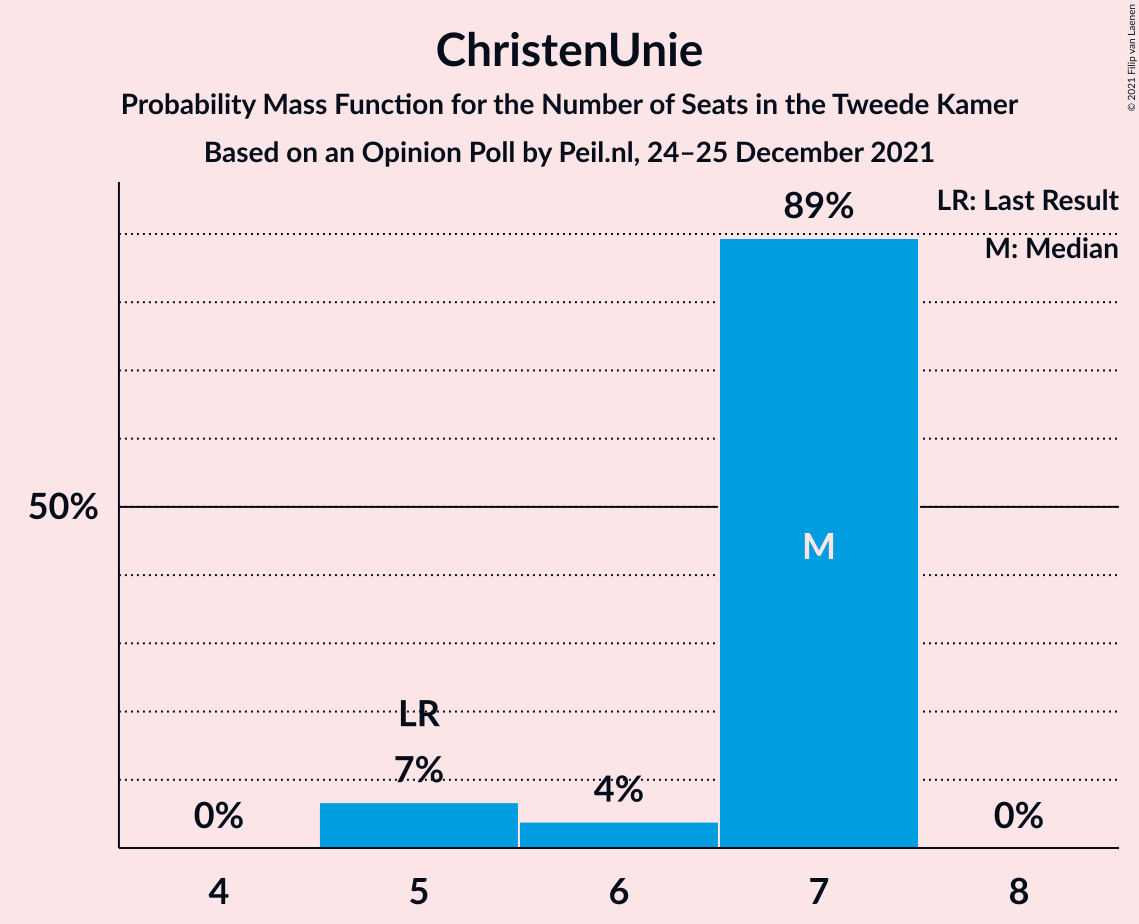 ChristenUnie
Probability Mass Function for the Number of Seats in the Tweede Kamer
Based on an Opinion Poll by Peil.nl, 24–25 December 2021
© 2021 Filip van Laenen
LR: Last Result
M: Median
89%
50%
M
LR
7%
4%
0%
0%
4 5 6 7 8